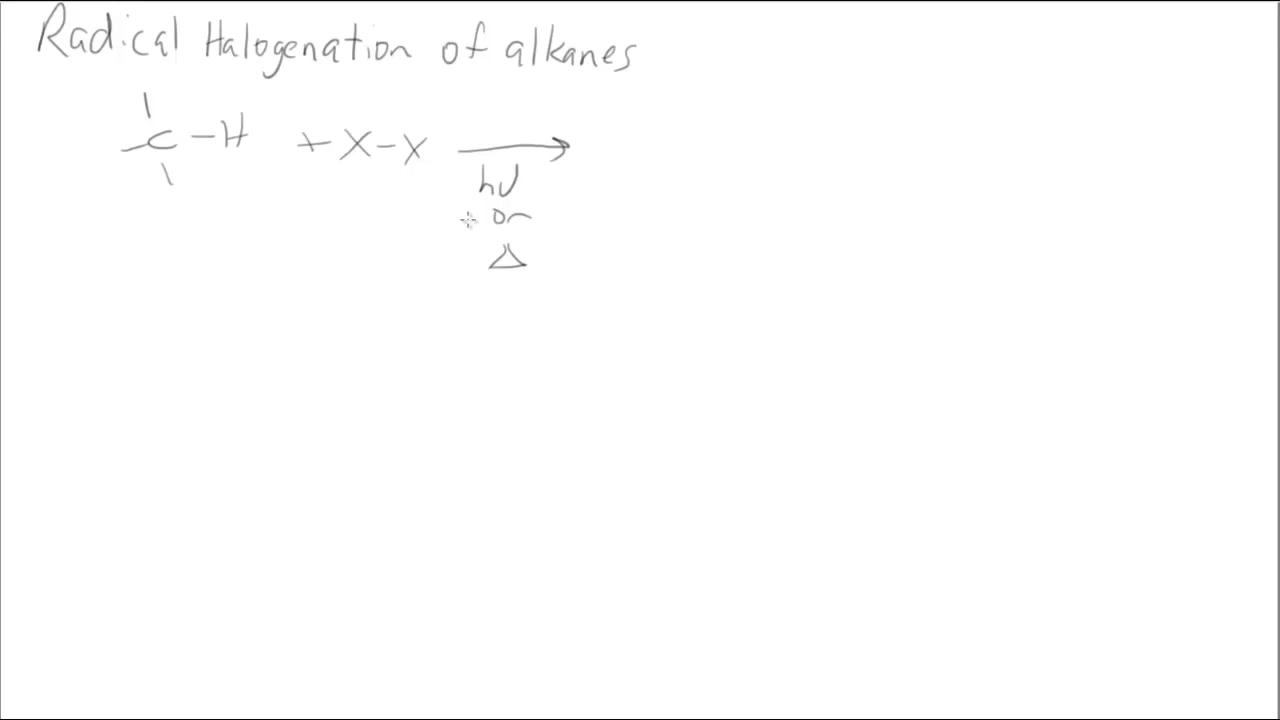 Radical Halogenation of alkanes
C-H + X-X →
hν
or
Δ